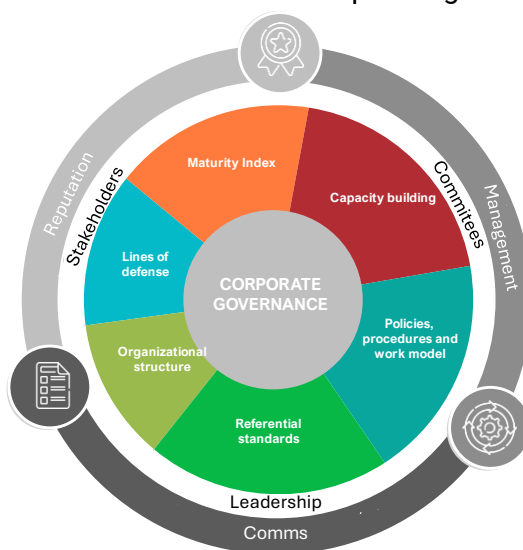 Maturity Index
Capacity building
Lines of
defense
CORPORATE
GOVERNANCE
Policies,
procedures and
work model
Organizational
structure
Referential
standards
Stakeholders
Commitees
Leadership
Reputation
Management
Comms